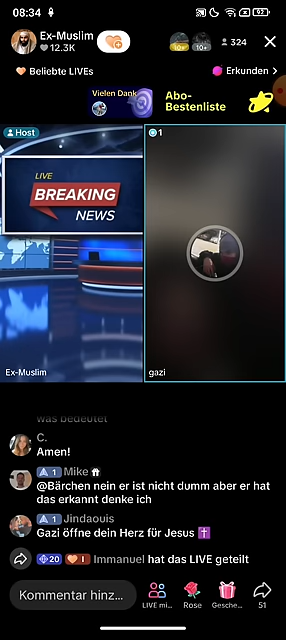 08:34
92
Ex-Muslim
12.3K
10+
10+
324
Beliebte LIVEs
Erkunden
Vielen Dank
Abo-
Bestenliste
Host
1
LIVE
BREAKING
NEWS
Ex-Muslim
gazi
was bedeutet
C.
Amen!
1 Mike
@Bärchen nein er ist nicht dumm aber er hat
das erkannt denke ich
1 Jindaouis
Gazi öffne dein Herz für Jesus ✝️
20 I Immanuel hat das LIVE geteilt
Kommentar hinz...
LIVE mi...
Rose
Gesche...
51